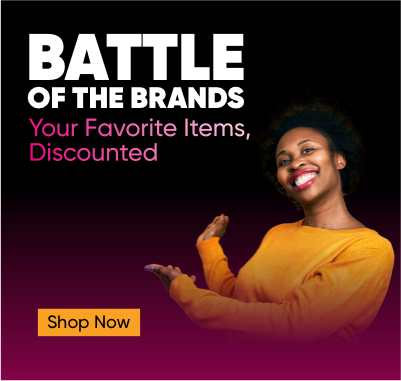 BATTLE
OF THE BRANDS
Your Favorite Items,
Discounted
Shop Now